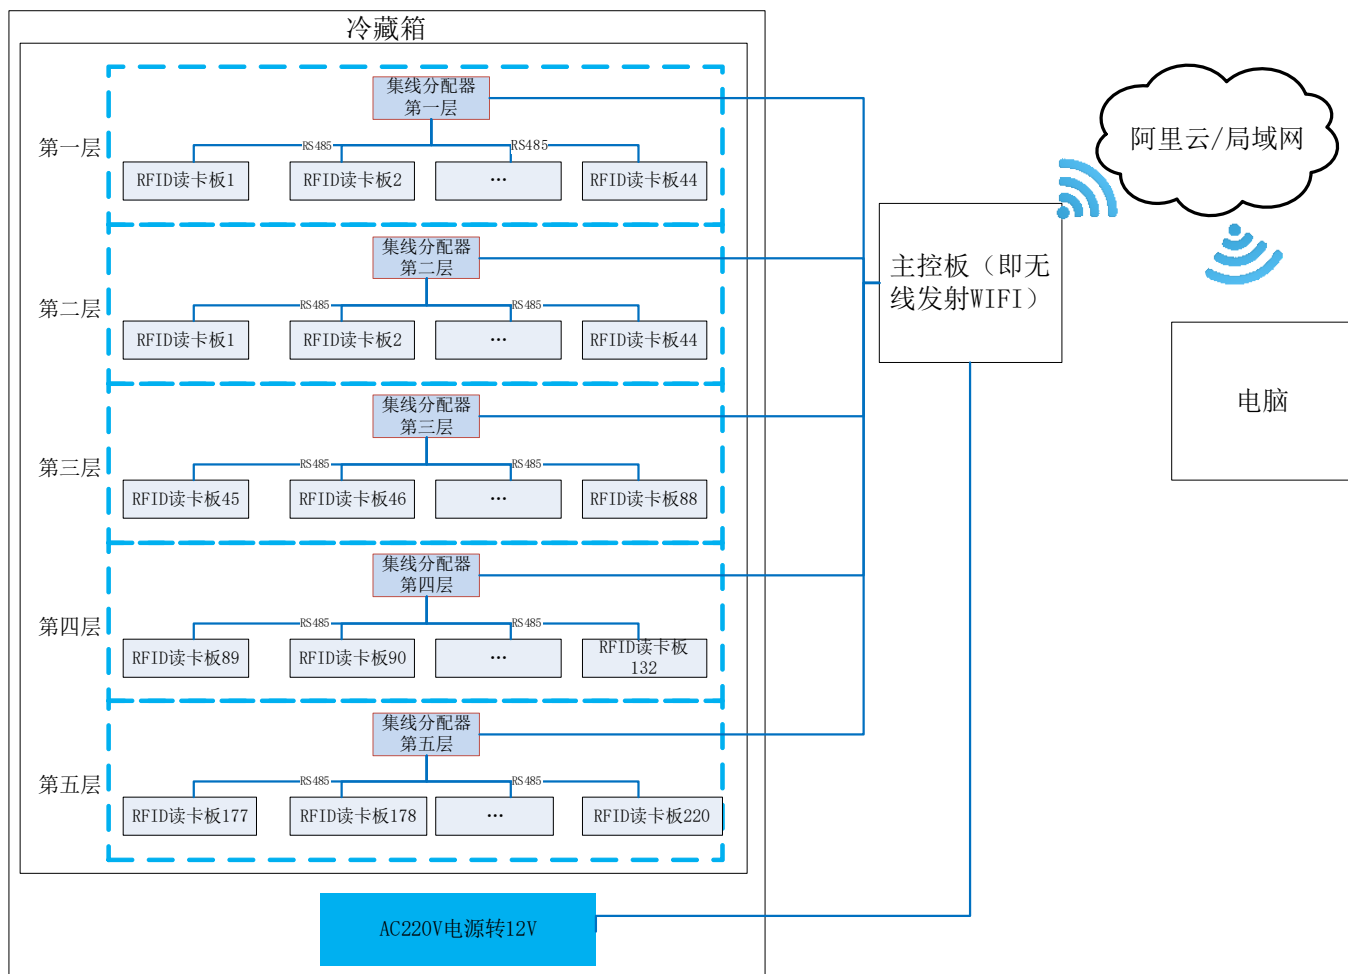 冷藏箱
集线分配器
第一层
第一层
RS485
RS485
RFID读卡板1
RFID读卡板2
...
RFID读卡板44
集线分配器
第二层
第二层
RS485
RS485
RFID读卡板1
RFID读卡板2
...
RFID读卡板44
集线分配器
第三层
第三层
RS485
RS485
RFID读卡板45
RFID读卡板46
...
RFID读卡板88
集线分配器
第四层
第四层
RS485
RS485
RFID读卡板89
RFID读卡板90
...
RFID读卡板
132
集线分配器
第五层
第五层
RS485
RS485
RFID读卡板177
RFID读卡板178
...
RFID读卡板220
AC220V电源转12V
主控板（即无
线发射WIFI）
阿里云/局域网
电脑